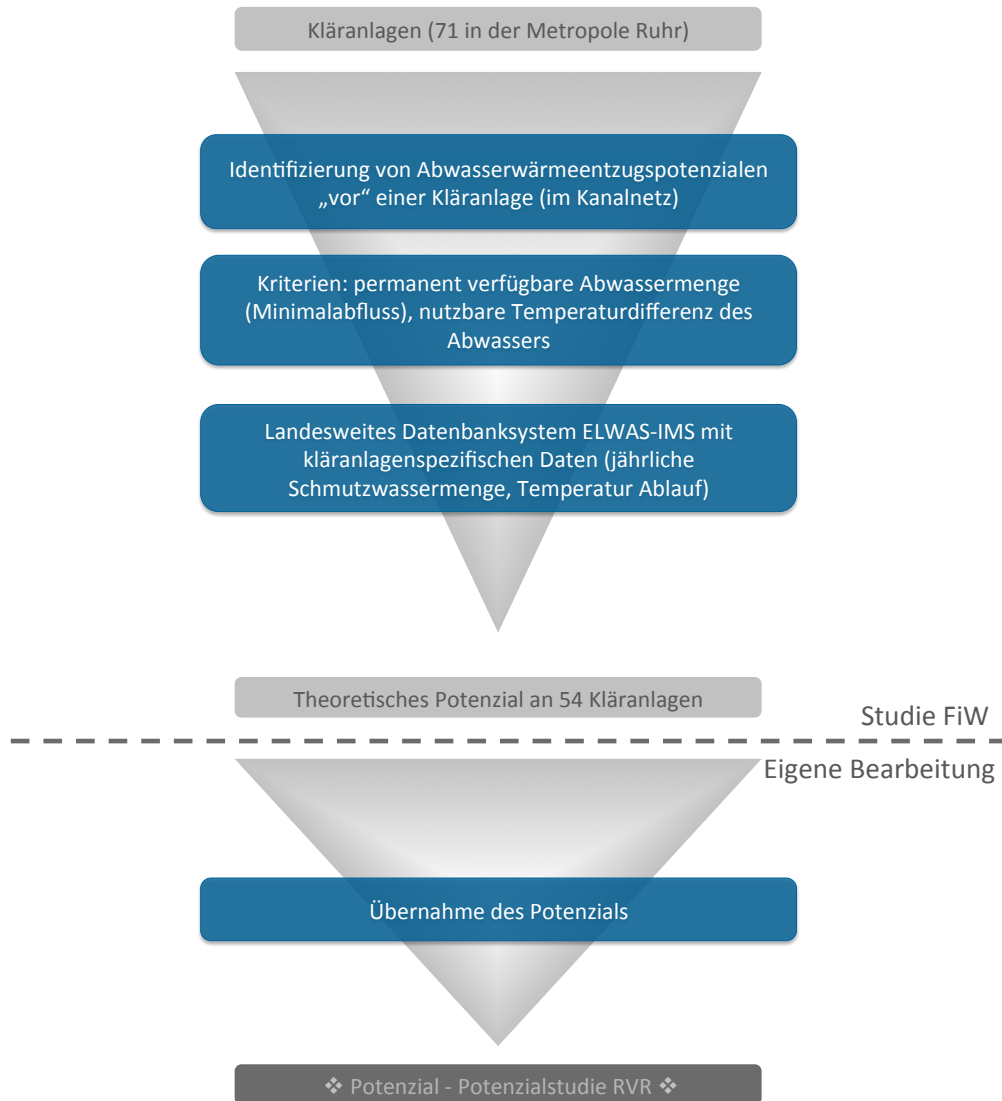 Kläranlagen (71 in der Metropole Ruhr)
Identifizierung von Abwasserwärmeentzugspotenzialen
„vor“ einer Kläranlage (im Kanalnetz)
Kriterien: permanent verfügbare Abwassermenge
(Minimalabfluss), nutzbare Temperaturdifferenz des
Abwassers
Landesweites Datenbanksystem ELWAS-IMS mit
kläranlagenspezifischen Daten (jährliche
Schmutzwassermenge, Temperatur Ablauf)
Theoretisches Potenzial an 54 Kläranlagen
Studie FiW
Eigene Bearbeitung
Übernahme des Potenzials
❖ Potenzial - Potenzialstudie RVR ❖